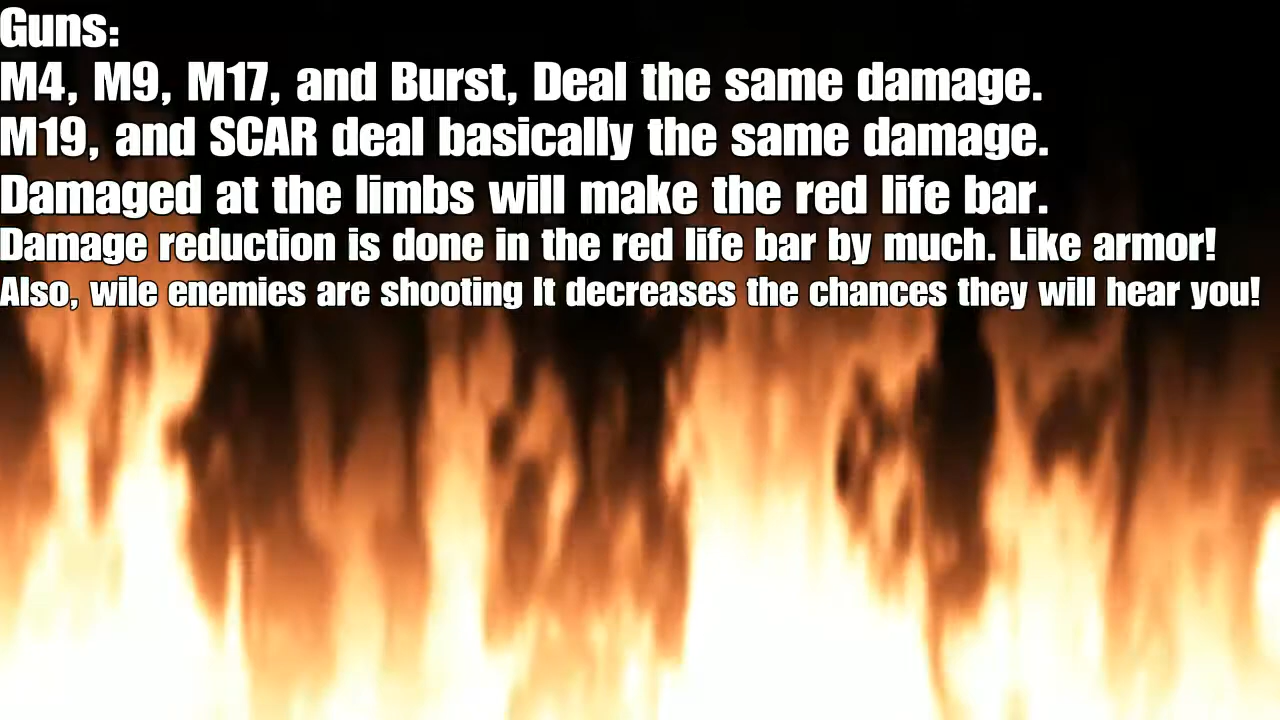 Guns:
M4, M9, M17, and Burst, Deal the same damage.
M19, and SCAR deal basically the same damage.
Damaged at the limbs will make the red life bar.
Damage reduction is done in the red life bar by much. Like armor!
Also, wile enemies are shooting It decreases the chances they will hear you!